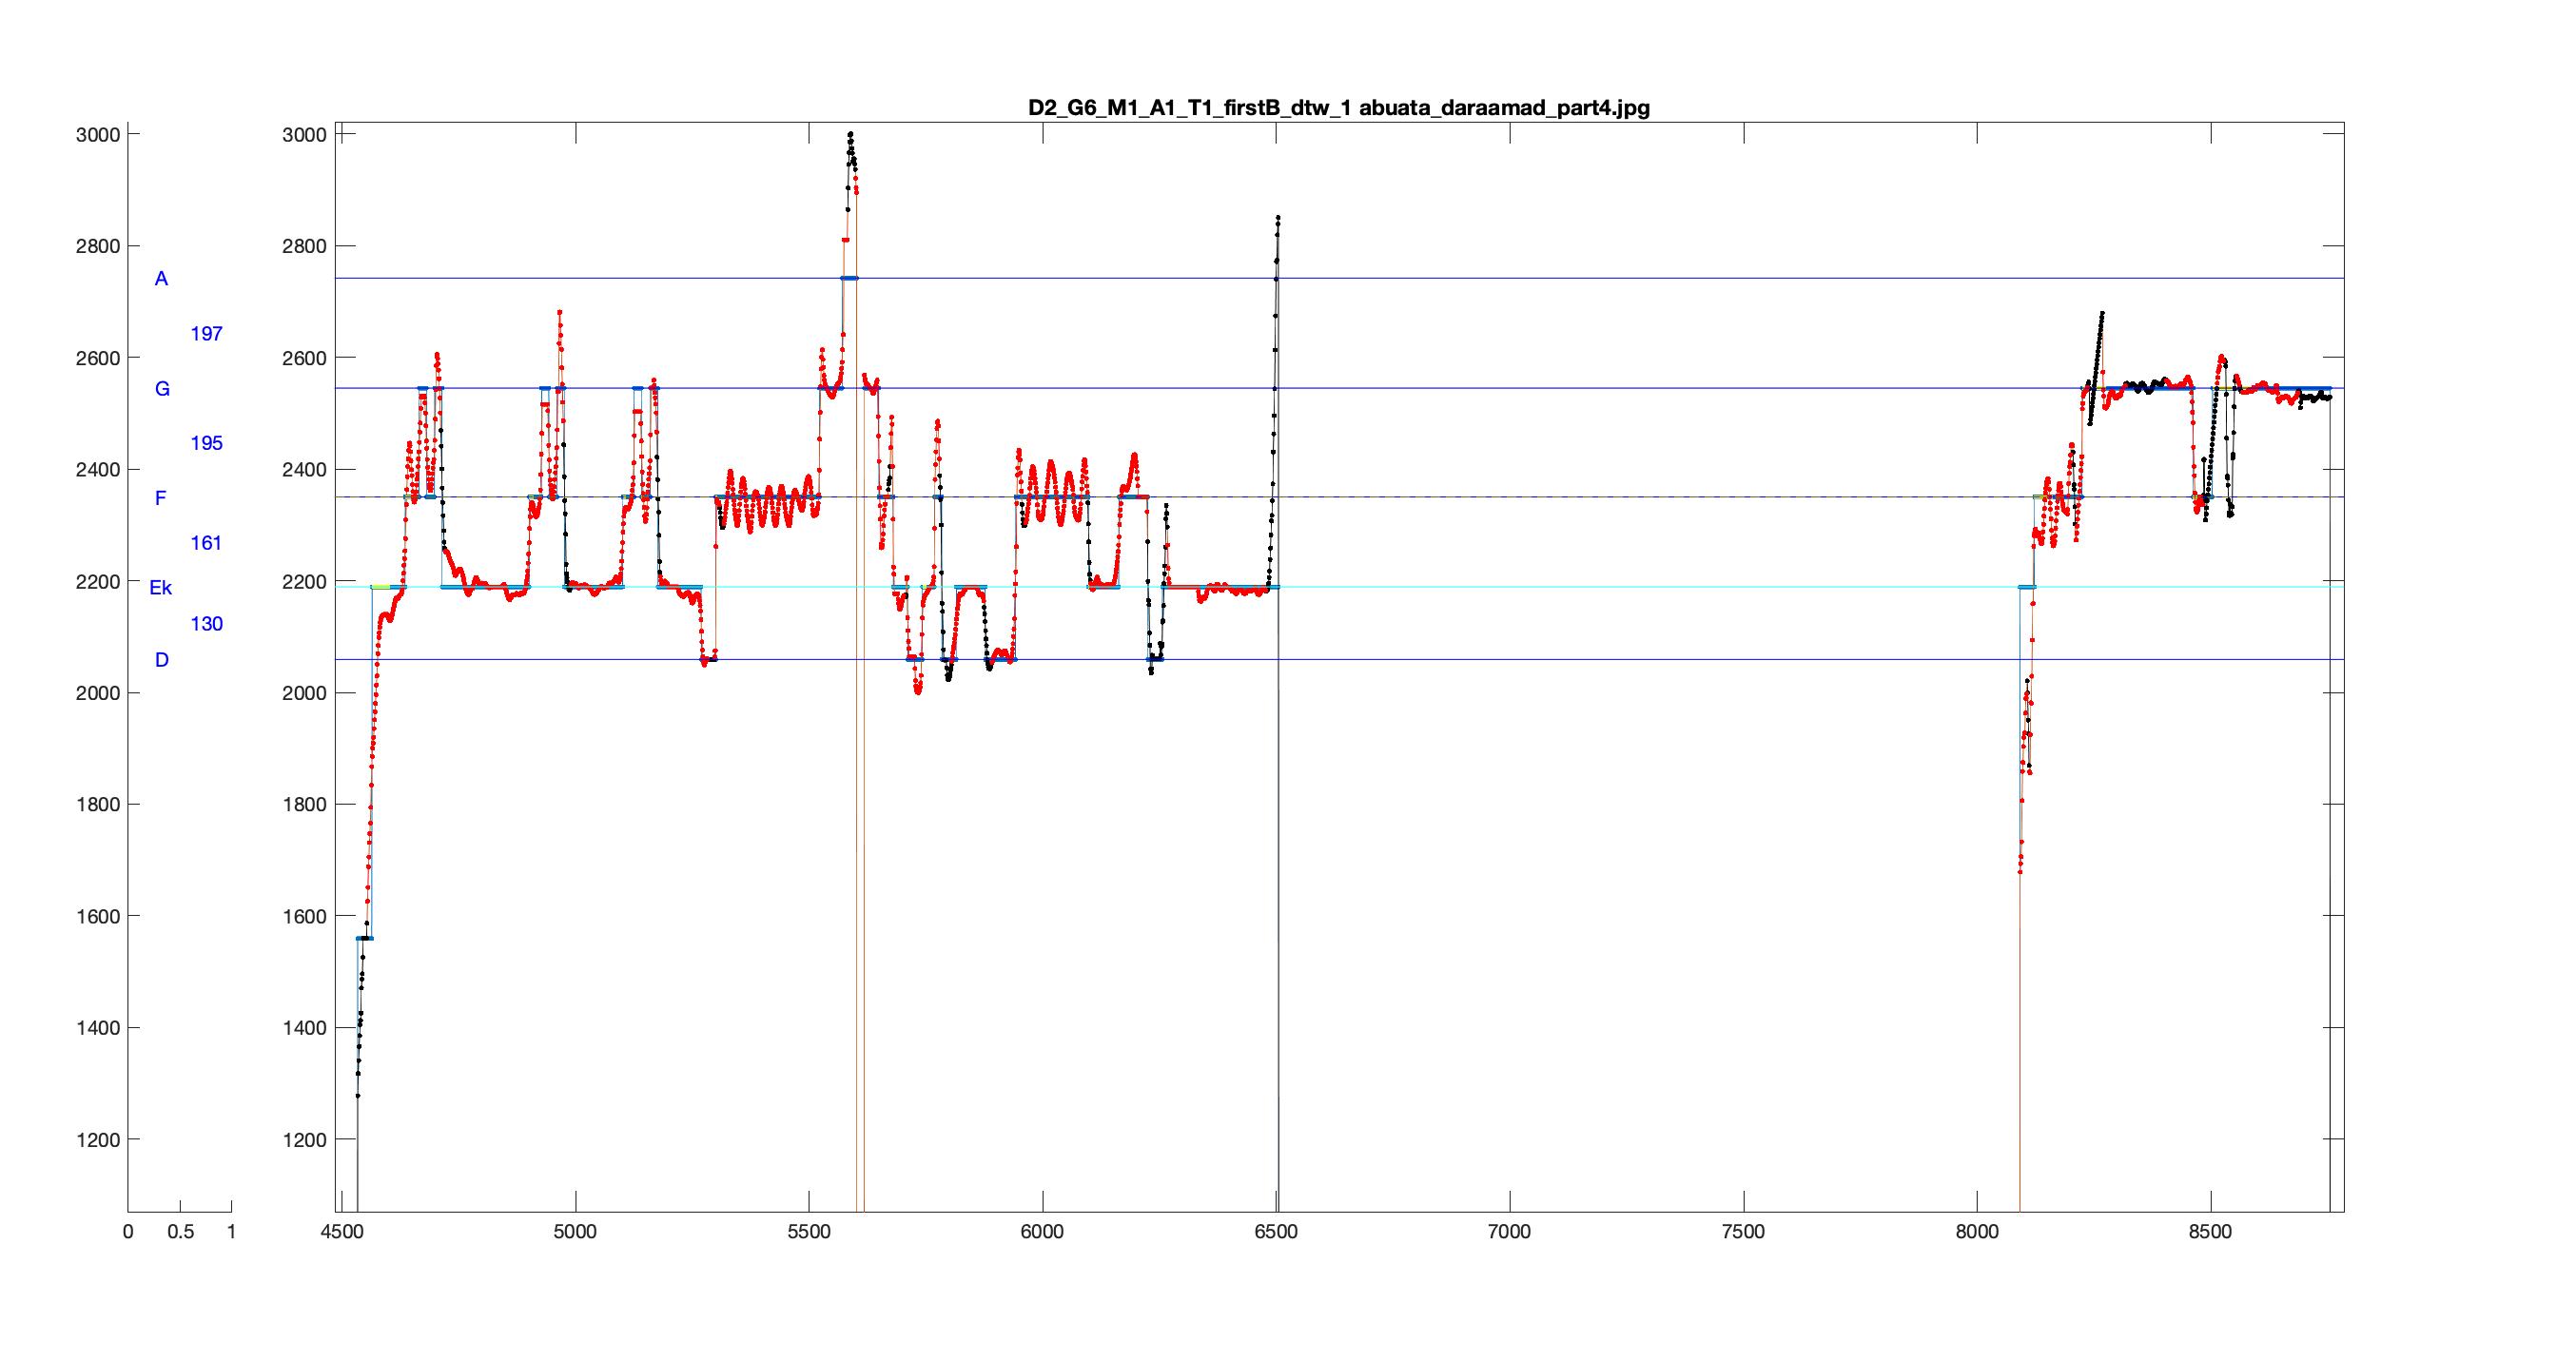 D2_G6_M1_A1_T1_firstB_dtw_1 abuata_daraamad_part4.jpg
3000 3000
2800 2800
A
197
2600 2600
G
195
2400 2400
F
161
2200 2200
Ek
130
D
2000 2000
1800 1800
1600 1600
1400 1400
1200 1200
0 0.5 1 4500 5000 5500 6000 6500 7000 7500 8000 8500